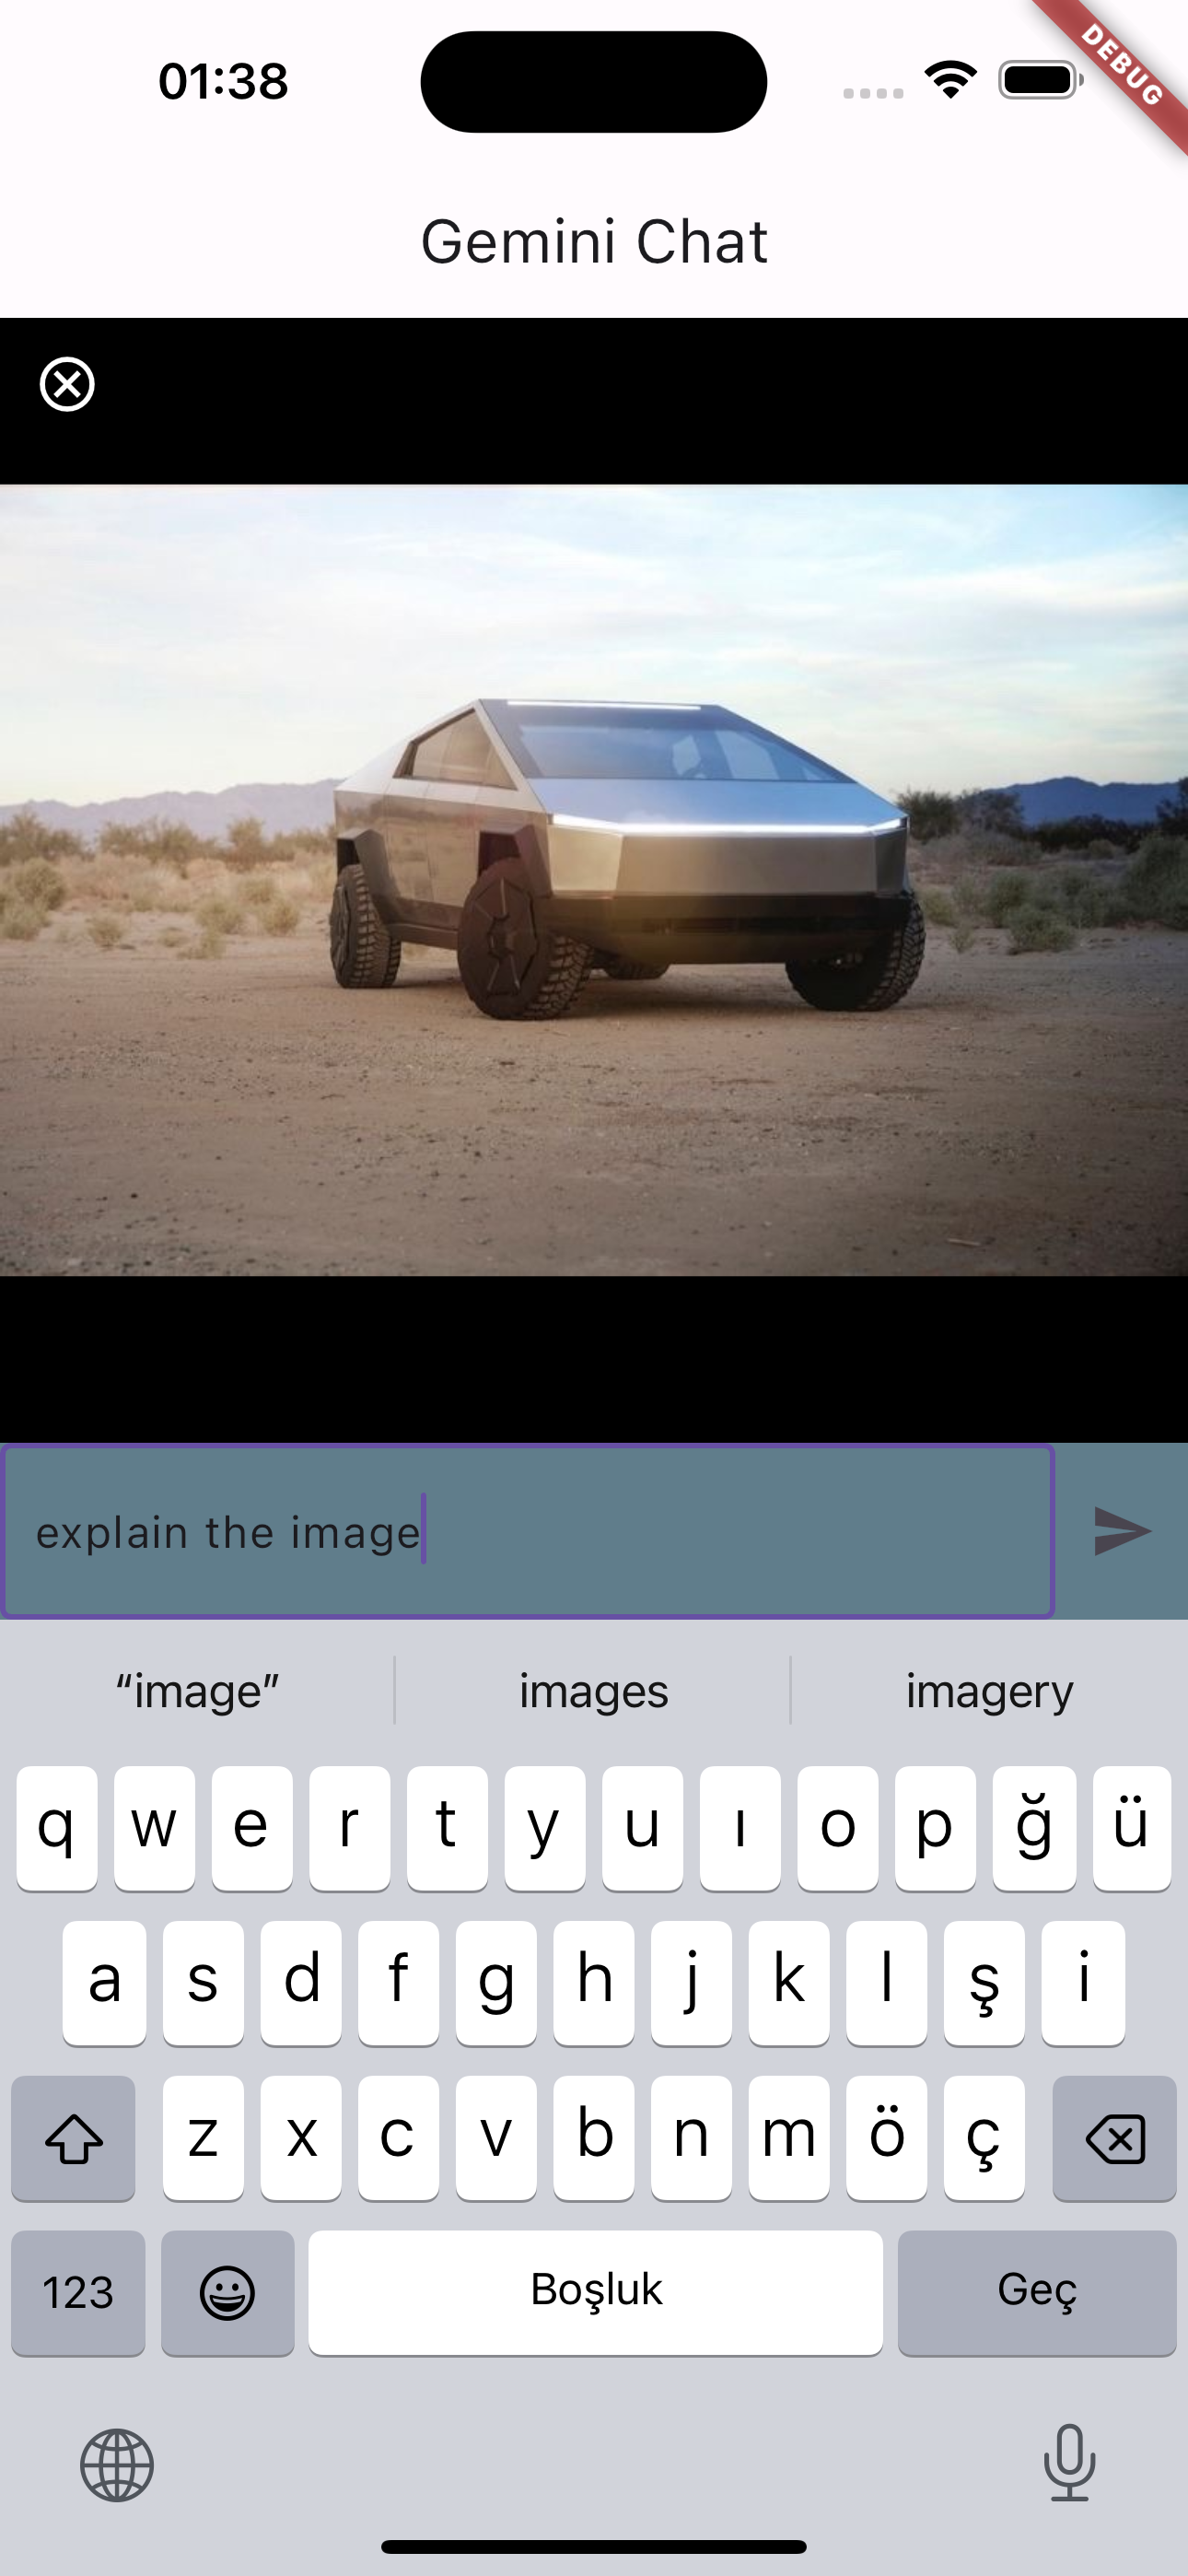 01:38
DEBUG
Gemini Chat
explain the image
“image” images imagery
q w e r t y u ı o p ğ ü
a s d f g h j k l ş i
z x c v b n m ö ç
123 Boşluk Geç